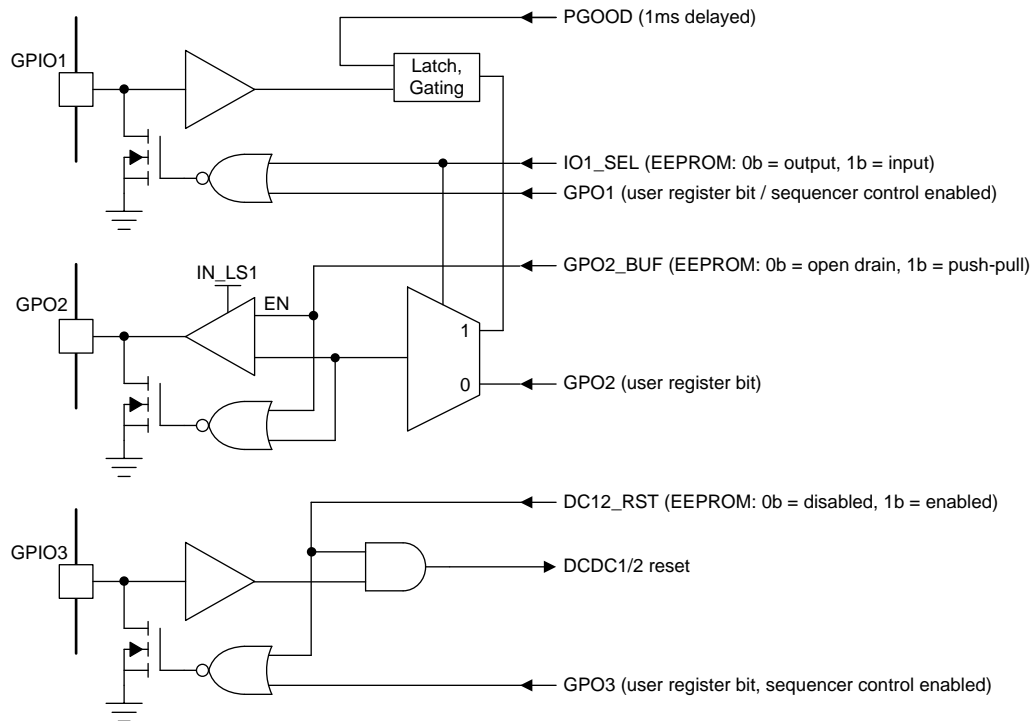 PGOOD (1ms delayed)
GPIO1
Latch,
Gating
IO1_SEL (EEPROM: 0b = output, 1b = input)
GPO1 (user register bit / sequencer control enabled)
GPO2_BUF (EEPROM: 0b = open drain, 1b = push-pull)
IN_LS1
EN
GPO2
1
0
GPO2 (user register bit)
DC12_RST (EEPROM: 0b = disabled, 1b = enabled)
GPIO3
DCDC1/2 reset
GPO3 (user register bit, sequencer control enabled)